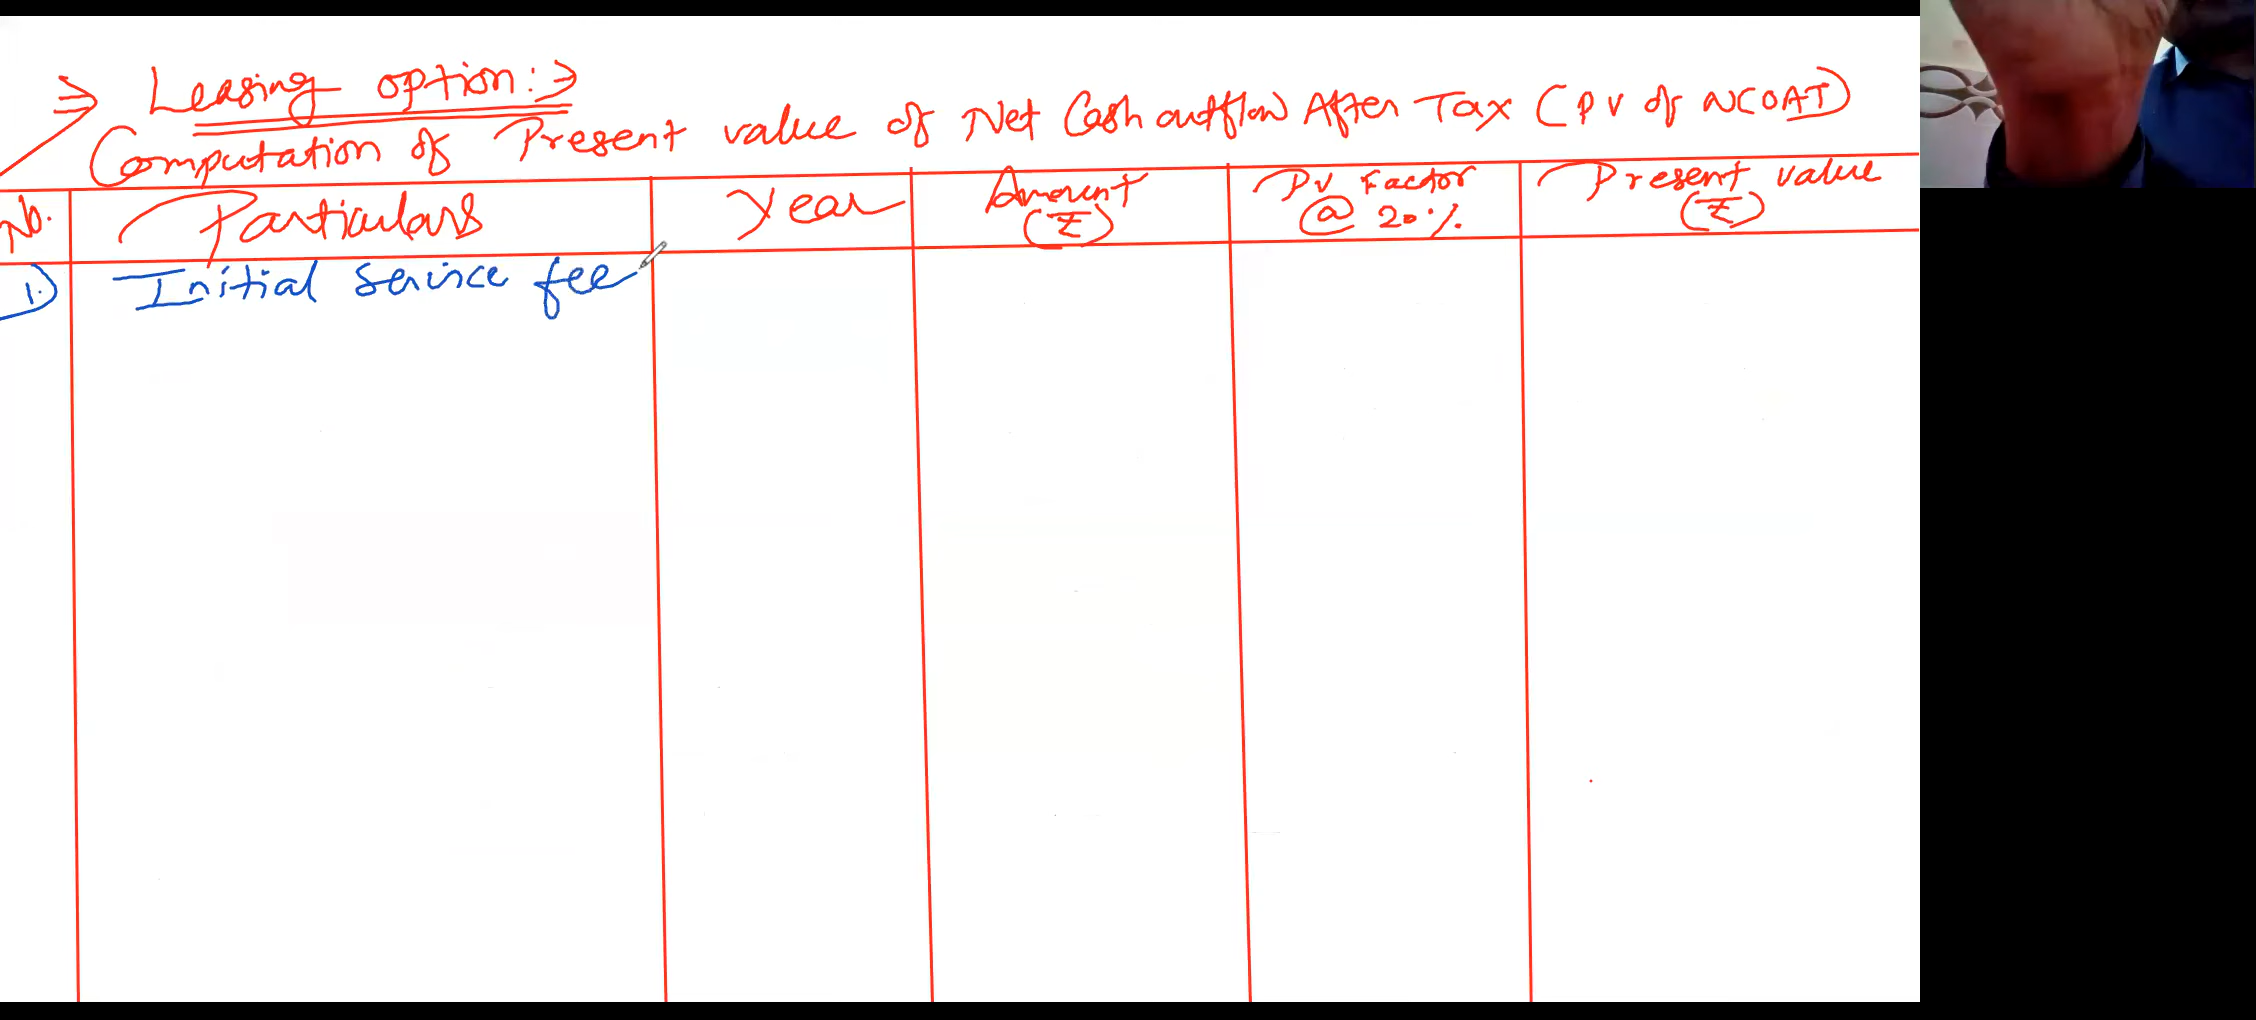 ⇒ Leasing option:⇒
Computation of Present value of Net Cash outflow After Tax (PV of NCOAT)
No. Particulars Year Amount (₹) PV Factor @ 20% Present value (₹)
1.) Initial service fee